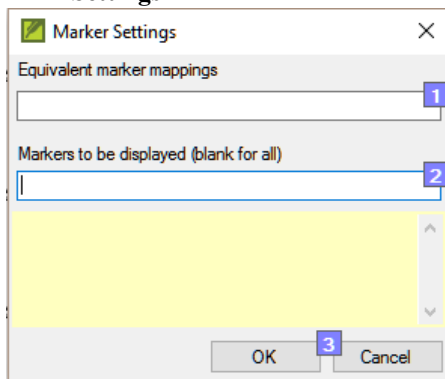 Marker Settings
Equivalent marker mappings
1
Markers to be displayed (blank for all)
2
3
OK Cancel